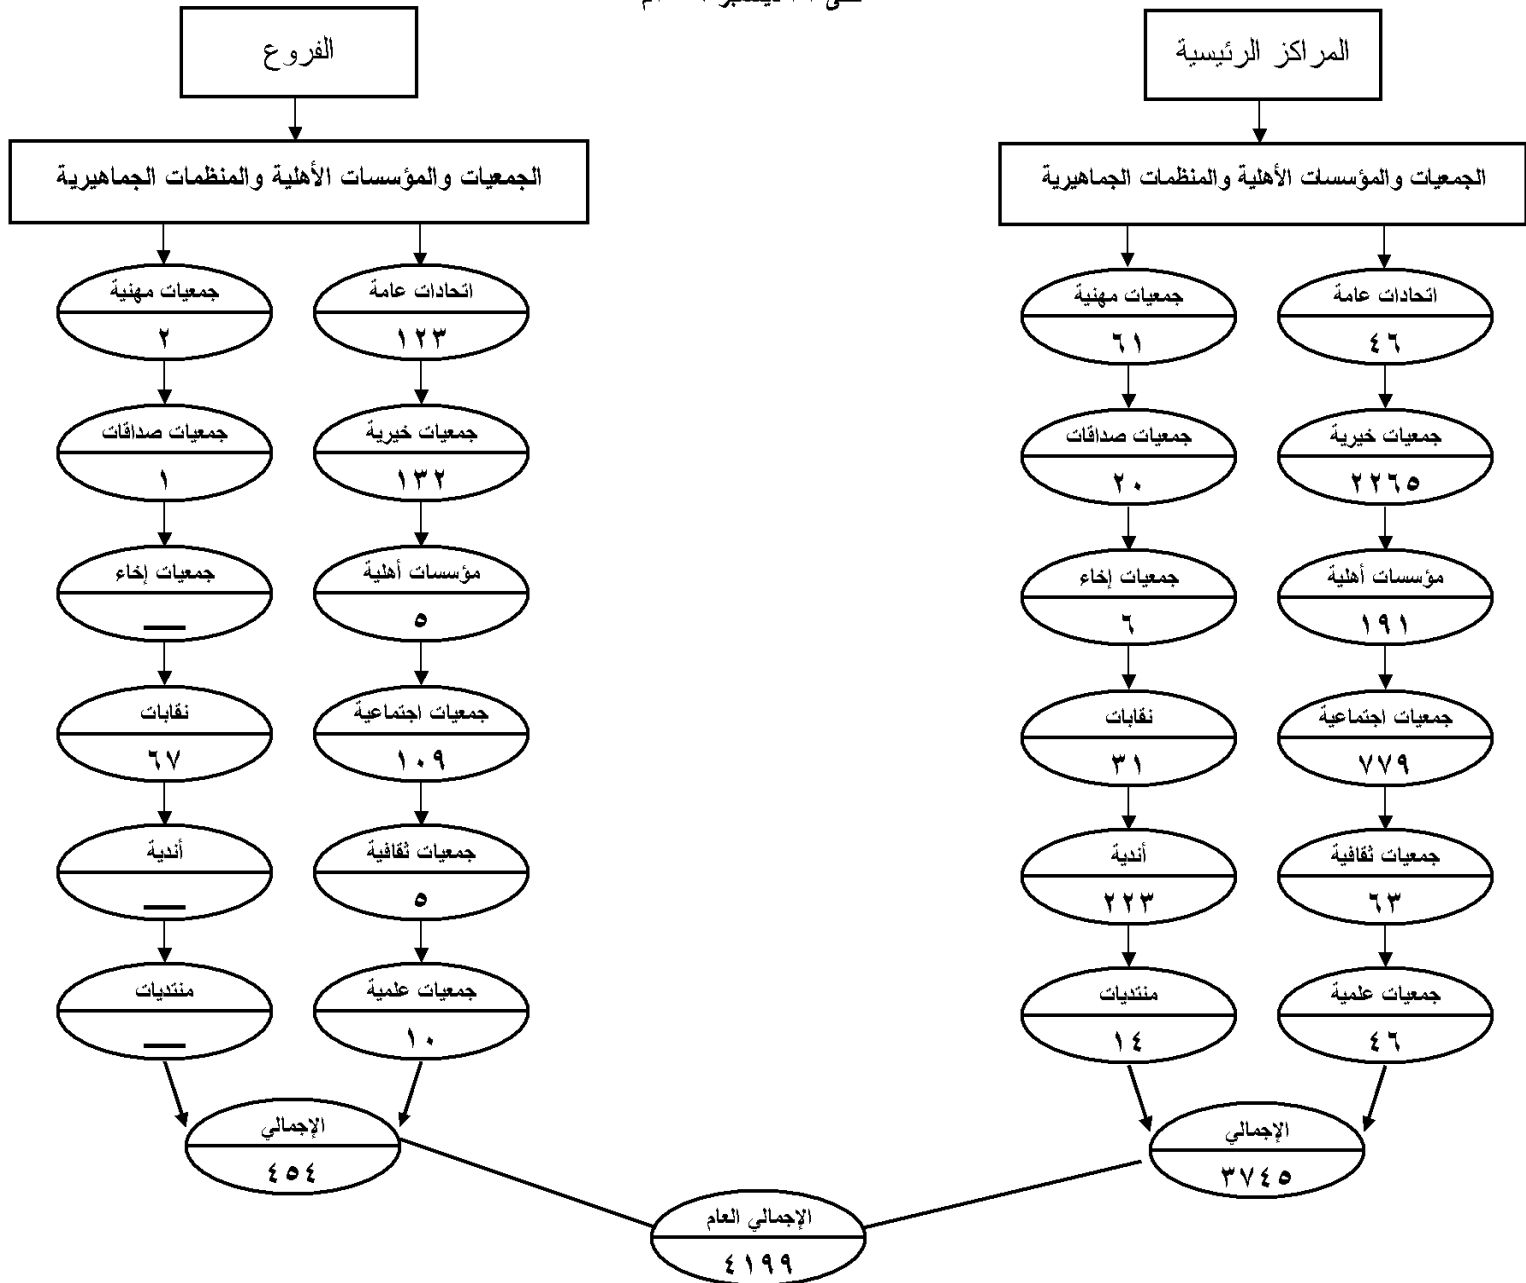 المراكز الرئيسية
الجمعيات والمؤسسات الأهلية والمنظمات الجماهيرية
اتحادات عامة
٤٦
جمعيات خيرية
٢٢٦٥
مؤسسات أهلية
١٩١
جمعيات اجتماعية
٧٧٩
جمعيات ثقافية
٦٣
جمعيات علمية
٤٦
جمعيات مهنية
٦١
جمعيات صداقات
٢٠
جمعيات إخاء
٦
نقابات
٣١
أندية
٢٢٣
منتديات
١٤
الإجمالي
٣٧٤٥
الفروع
الجمعيات والمؤسسات الأهلية والمنظمات الجماهيرية
اتحادات عامة
١٢٣
جمعيات خيرية
١٣٢
مؤسسات أهلية
٥
جمعيات اجتماعية
١٠٩
جمعيات ثقافية
٥
جمعيات علمية
١٠
جمعيات مهنية
٢
جمعيات صداقات
١
جمعيات إخاء
—
نقابات
٦٧
أندية
—
منتديات
—
الإجمالي
٤٥٤
الإجمالي العام
٤١٩٩